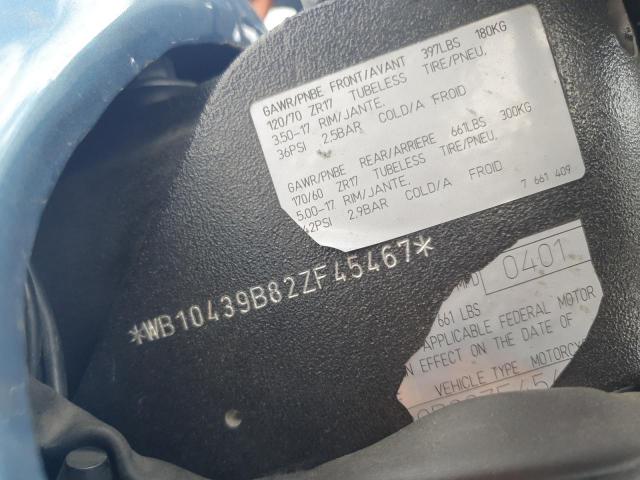 GAWR/PNBE FRONT/AVANT 397LBS 180KG
120/70 ZR17 TUBELESS TIRE/PNEU.
3.50-17 RIM/JANTE.
36PSI 2.5BAR COLD/A FROID
GAWR/PNBE REAR/ARRIERE 661LBS 300KG
170/60 ZR17 TUBELESS TIRE/PNEU.
5.00-17 RIM/JANTE.
42PSI 2.9BAR COLD/A FROID
7 661 409
*WB10439B82ZF45467*
0401
661 LBS
APPLICABLE FEDERAL MOTOR
N EFFECT ON THE DATE OF
VEHICLE TYPE MOTORCYC